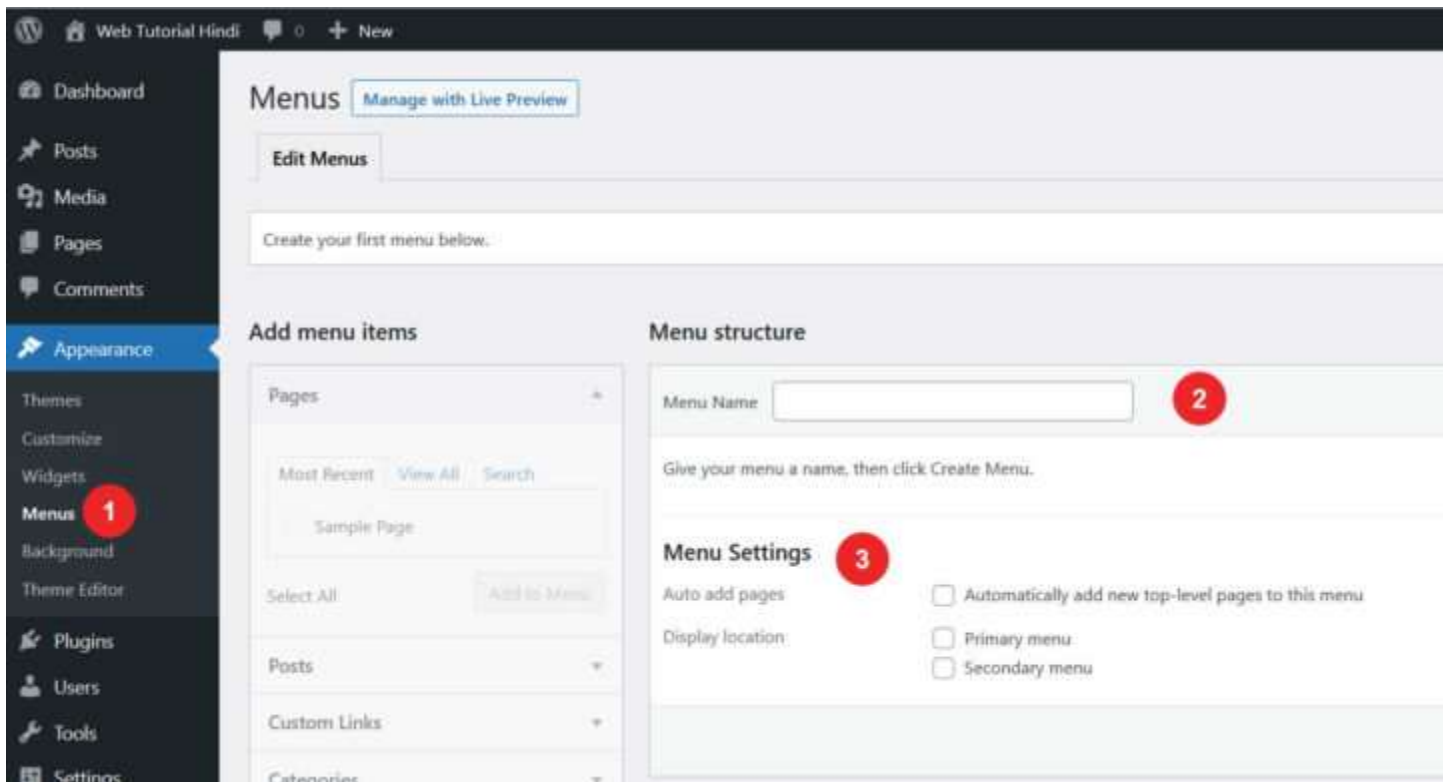 Web Tutorial Hindi 0 + New
Dashboard
Posts
Media
Pages
Comments
Appearance
Themes
Customize
Widgets
Menus 1
Background
Theme Editor
Plugins
Users
Tools
Settings
Menus Manage with Live Preview
Edit Menus
Create your first menu below.
Add menu items
Pages
Most Recent View All Search
Sample Page
Select All Add to Menu
Posts
Custom Links
Categories
Menu structure
Menu Name 2
Give your menu a name, then click Create Menu.
Menu Settings 3
Auto add pages Automatically add new top-level pages to this menu
Display location Primary menu
Secondary menu